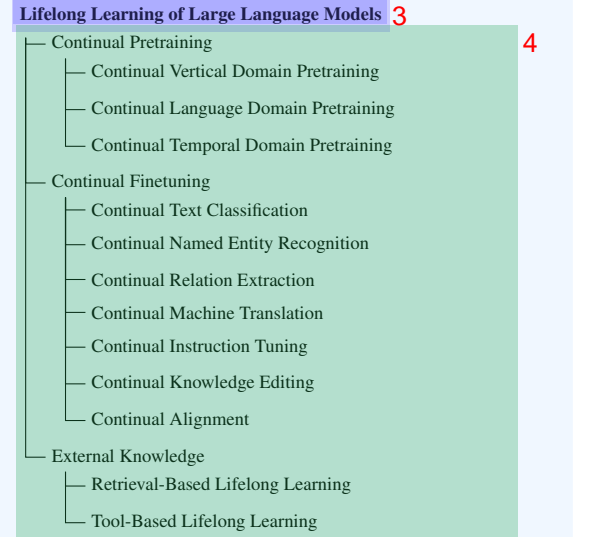 Lifelong Learning of Large Language Models 3
4
Continual Pretraining
Continual Vertical Domain Pretraining
Continual Language Domain Pretraining
Continual Temporal Domain Pretraining
Continual Finetuning
Continual Text Classification
Continual Named Entity Recognition
Continual Relation Extraction
Continual Machine Translation
Continual Instruction Tuning
Continual Knowledge Editing
Continual Alignment
External Knowledge
Retrieval-Based Lifelong Learning
Tool-Based Lifelong Learning